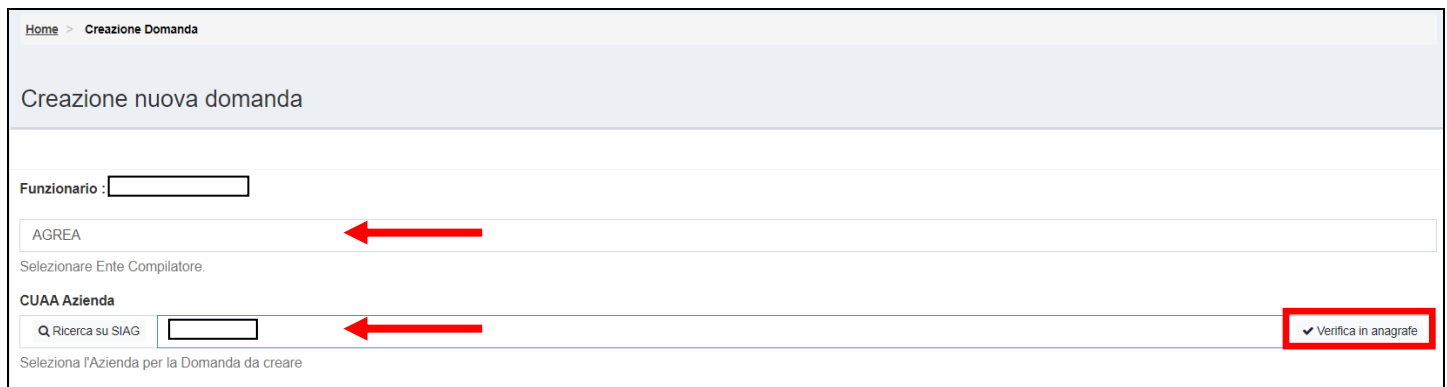 Home > Creazione Domanda
Creazione nuova domanda
Funzionario :
AGREA
Selezionare Ente Compilatore.
CUAA Azienda
Ricerca su SIAG
Verifica in anagrafe
Seleziona l'Azienda per la Domanda da creare